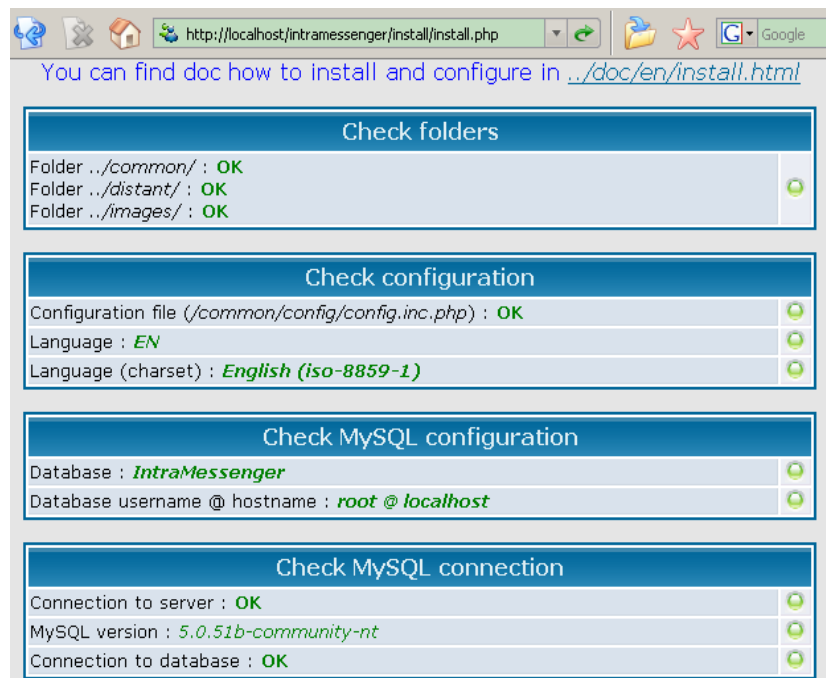 http://localhost/intramessenger/install/install.php
G Google
You can find doc how to install and configure in ../doc/en/install.html
Check folders
Folder ../common/ : OK
Folder ../distant/ : OK
Folder ../images/ : OK
Check configuration
Configuration file (/common/config/config.inc.php) : OK
Language : EN
Language (charset) : English (iso-8859-1)
Check MySQL configuration
Database : IntraMessenger
Database username @ hostname : root @ localhost
Check MySQL connection
Connection to server : OK
MySQL version : 5.0.51b-community-nt
Connection to database : OK